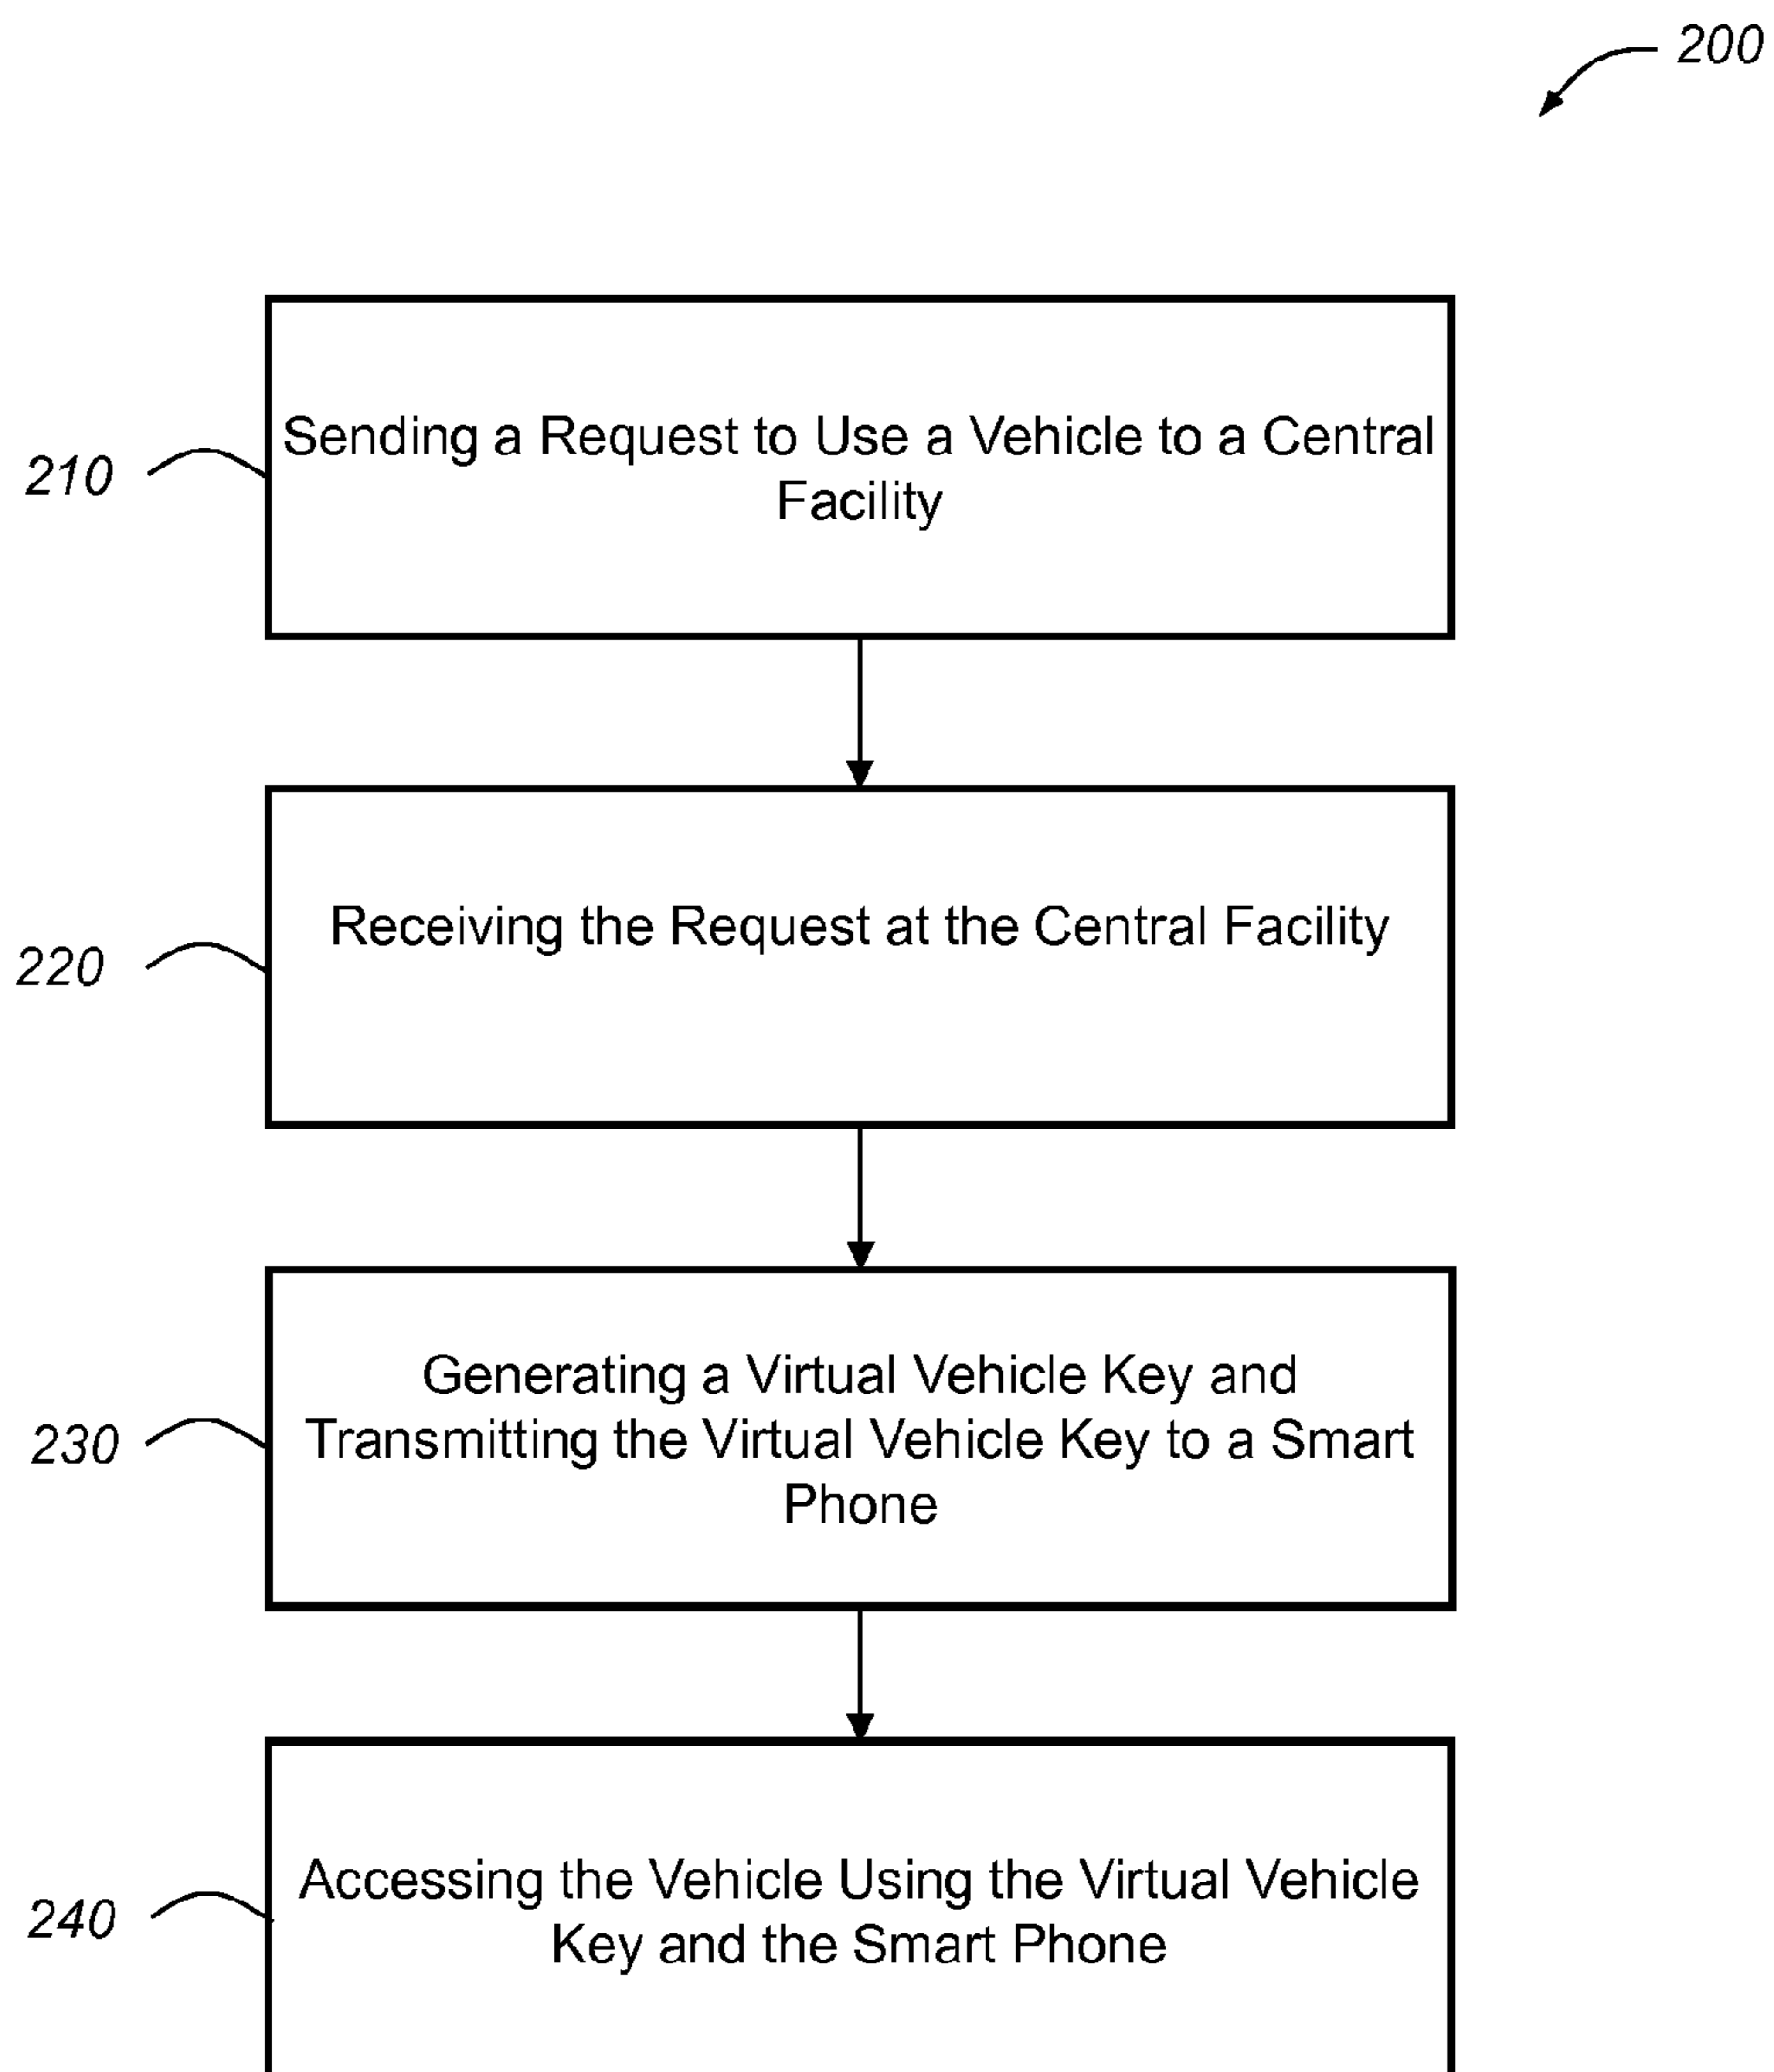 200
210
Sending a Request to Use a Vehicle to a Central
Facility
220
Receiving the Request at the Central Facility
230
Generating a Virtual Vehicle Key and
Transmitting the Virtual Vehicle Key to a Smart
Phone
240
Accessing the Vehicle Using the Virtual Vehicle
Key and the Smart Phone